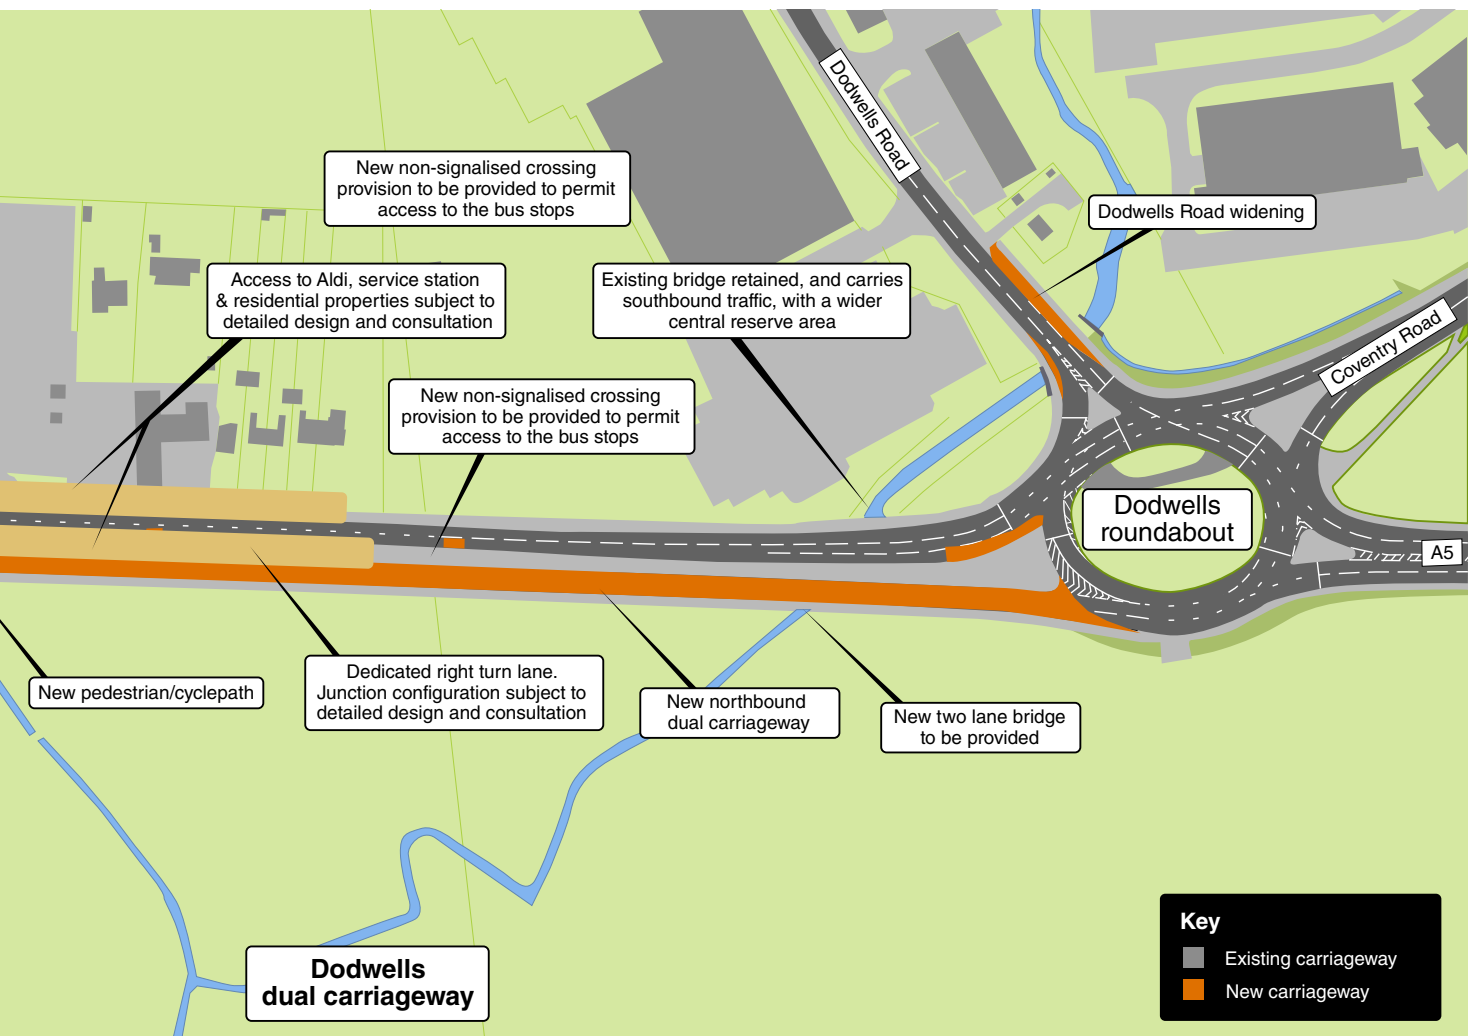 Dodwells Road
New non-signalised crossing
provision to be provided to permit
access to the bus stops
Dodwells Road widening
Access to Aldi, service station
& residential properties subject to
detailed design and consultation
Existing bridge retained, and carries
southbound traffic, with a wider
central reserve area
Coventry Road
New non-signalised crossing
provision to be provided to permit
access to the bus stops
Dodwells
roundabout
A5
New pedestrian/cyclepath
Dedicated right turn lane.
Junction configuration subject to
detailed design and consultation
New northbound
dual carriageway
New two lane bridge
to be provided
Dodwells
dual carriageway
Key
Existing carriageway
New carriageway